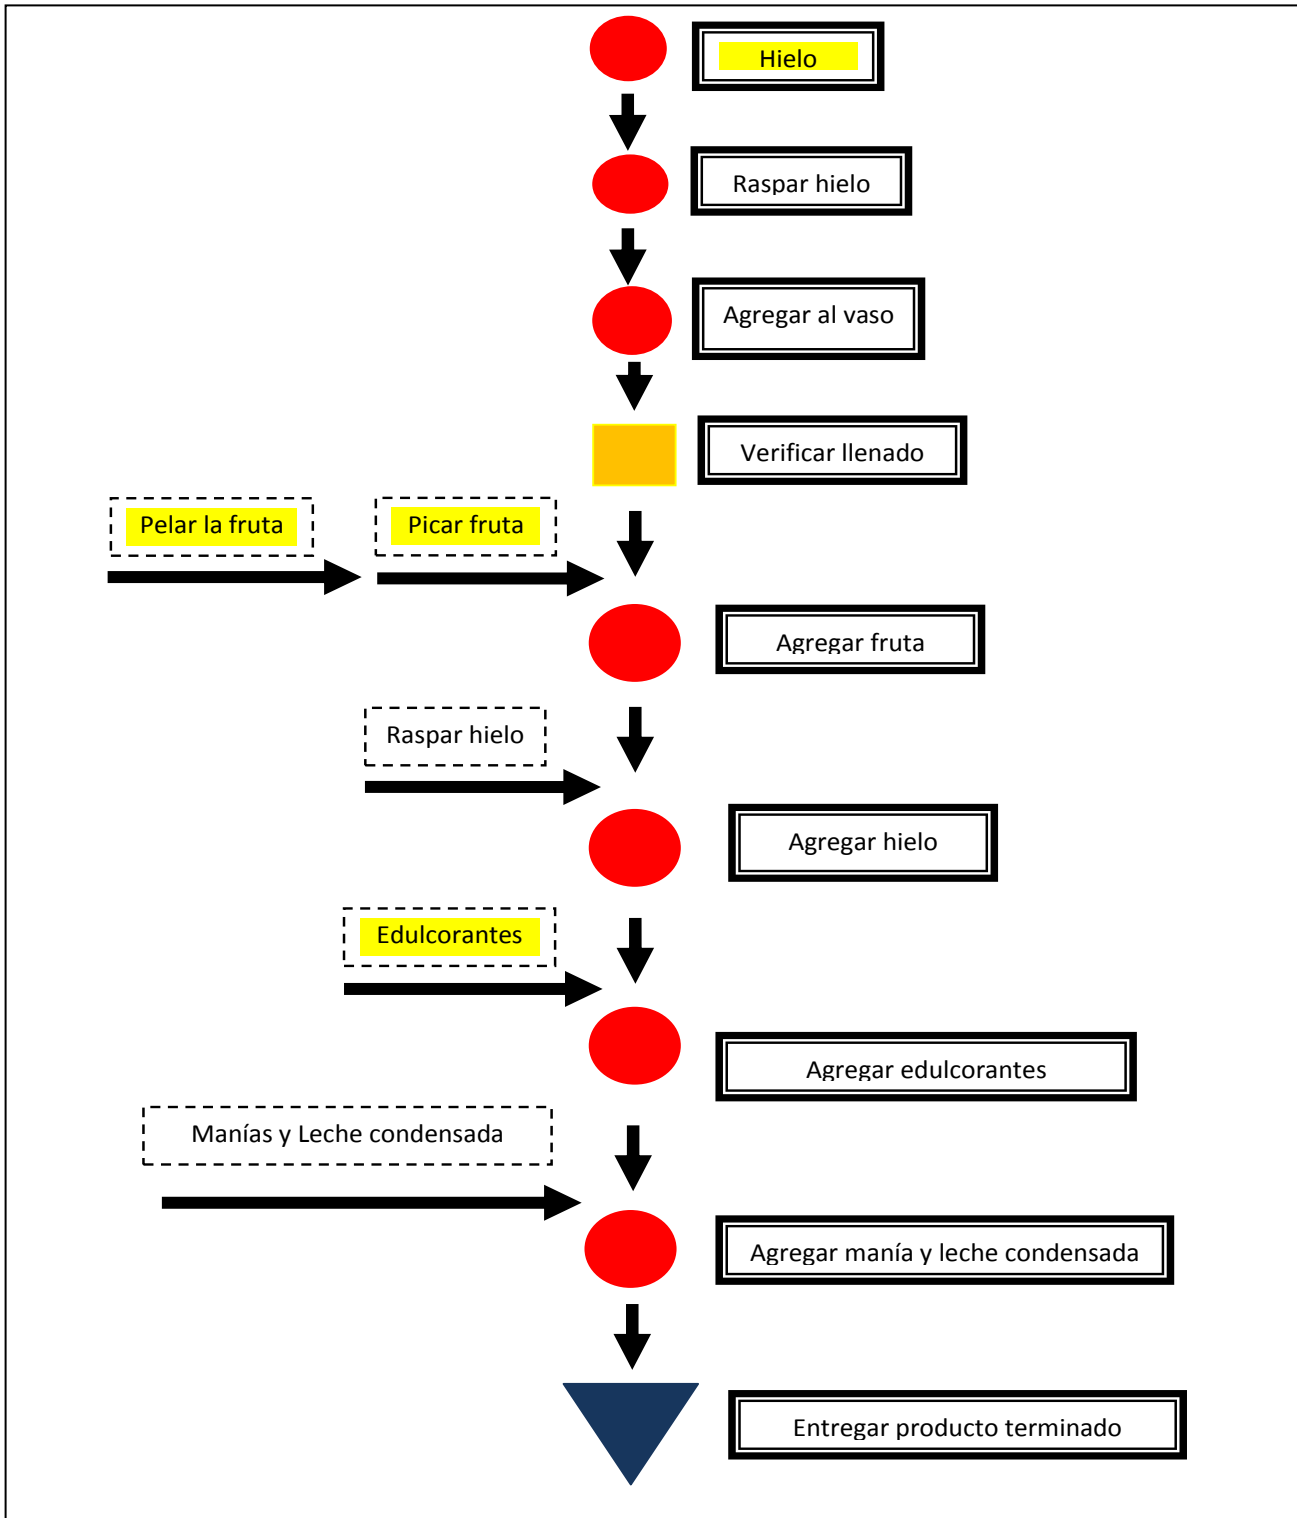 Hielo
Raspar hielo
Agregar al vaso
Verificar llenado
Pelar la fruta
Picar fruta
Agregar fruta
Raspar hielo
Agregar hielo
Edulcorantes
Agregar edulcorantes
Manías y Leche condensada
Agregar manía y leche condensada
Entregar producto terminado